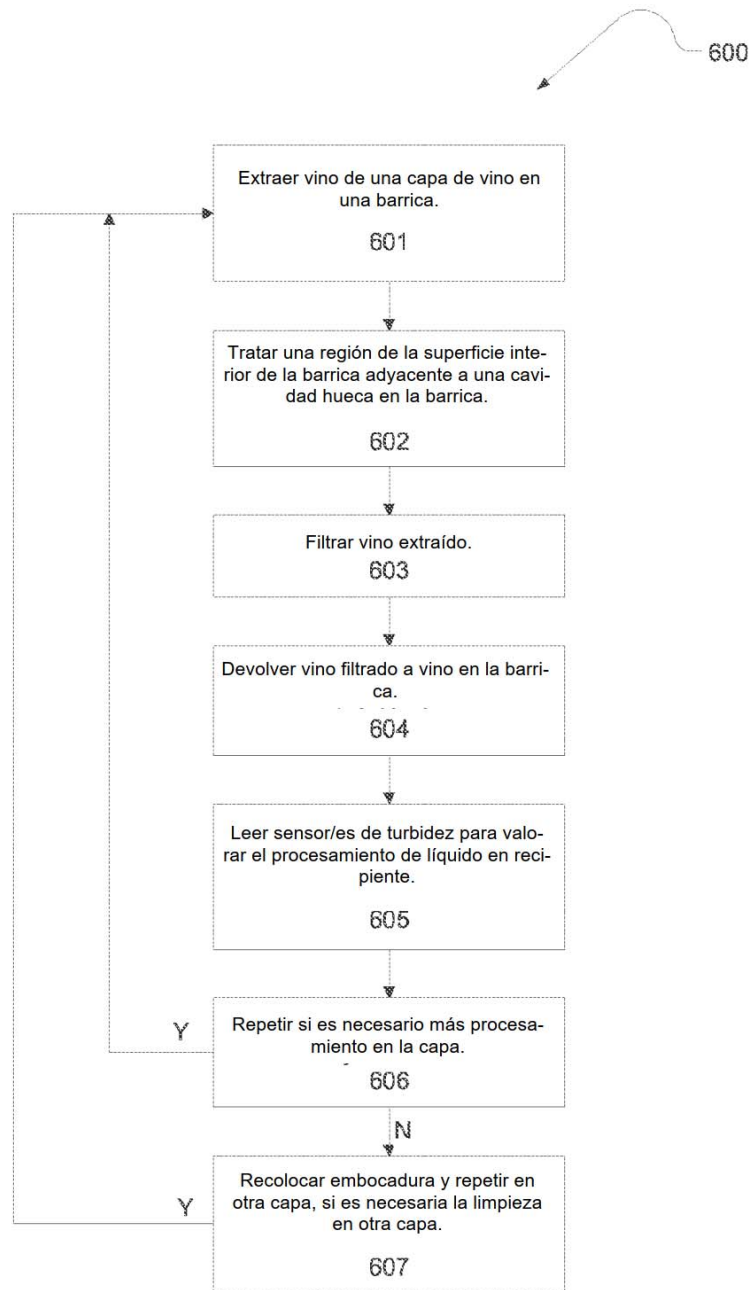 600
Extraer vino de una capa de vino en
una barrica.
601
Tratar una región de la superficie inte-
rior de la barrica adyacente a una cavi-
dad hueca en la barrica.
602
Filtrar vino extraído.
603
Devolver vino filtrado a vino en la barri-
ca.
604
Leer sensor/es de turbidez para valo-
rar el procesamiento de líquido en reci-
piente.
605
Y
Repetir si es necesario más procesa-
miento en la capa.
606
N
Y
Recolocar embocadura y repetir en
otra capa, si es necesaria la limpieza
en otra capa.
607